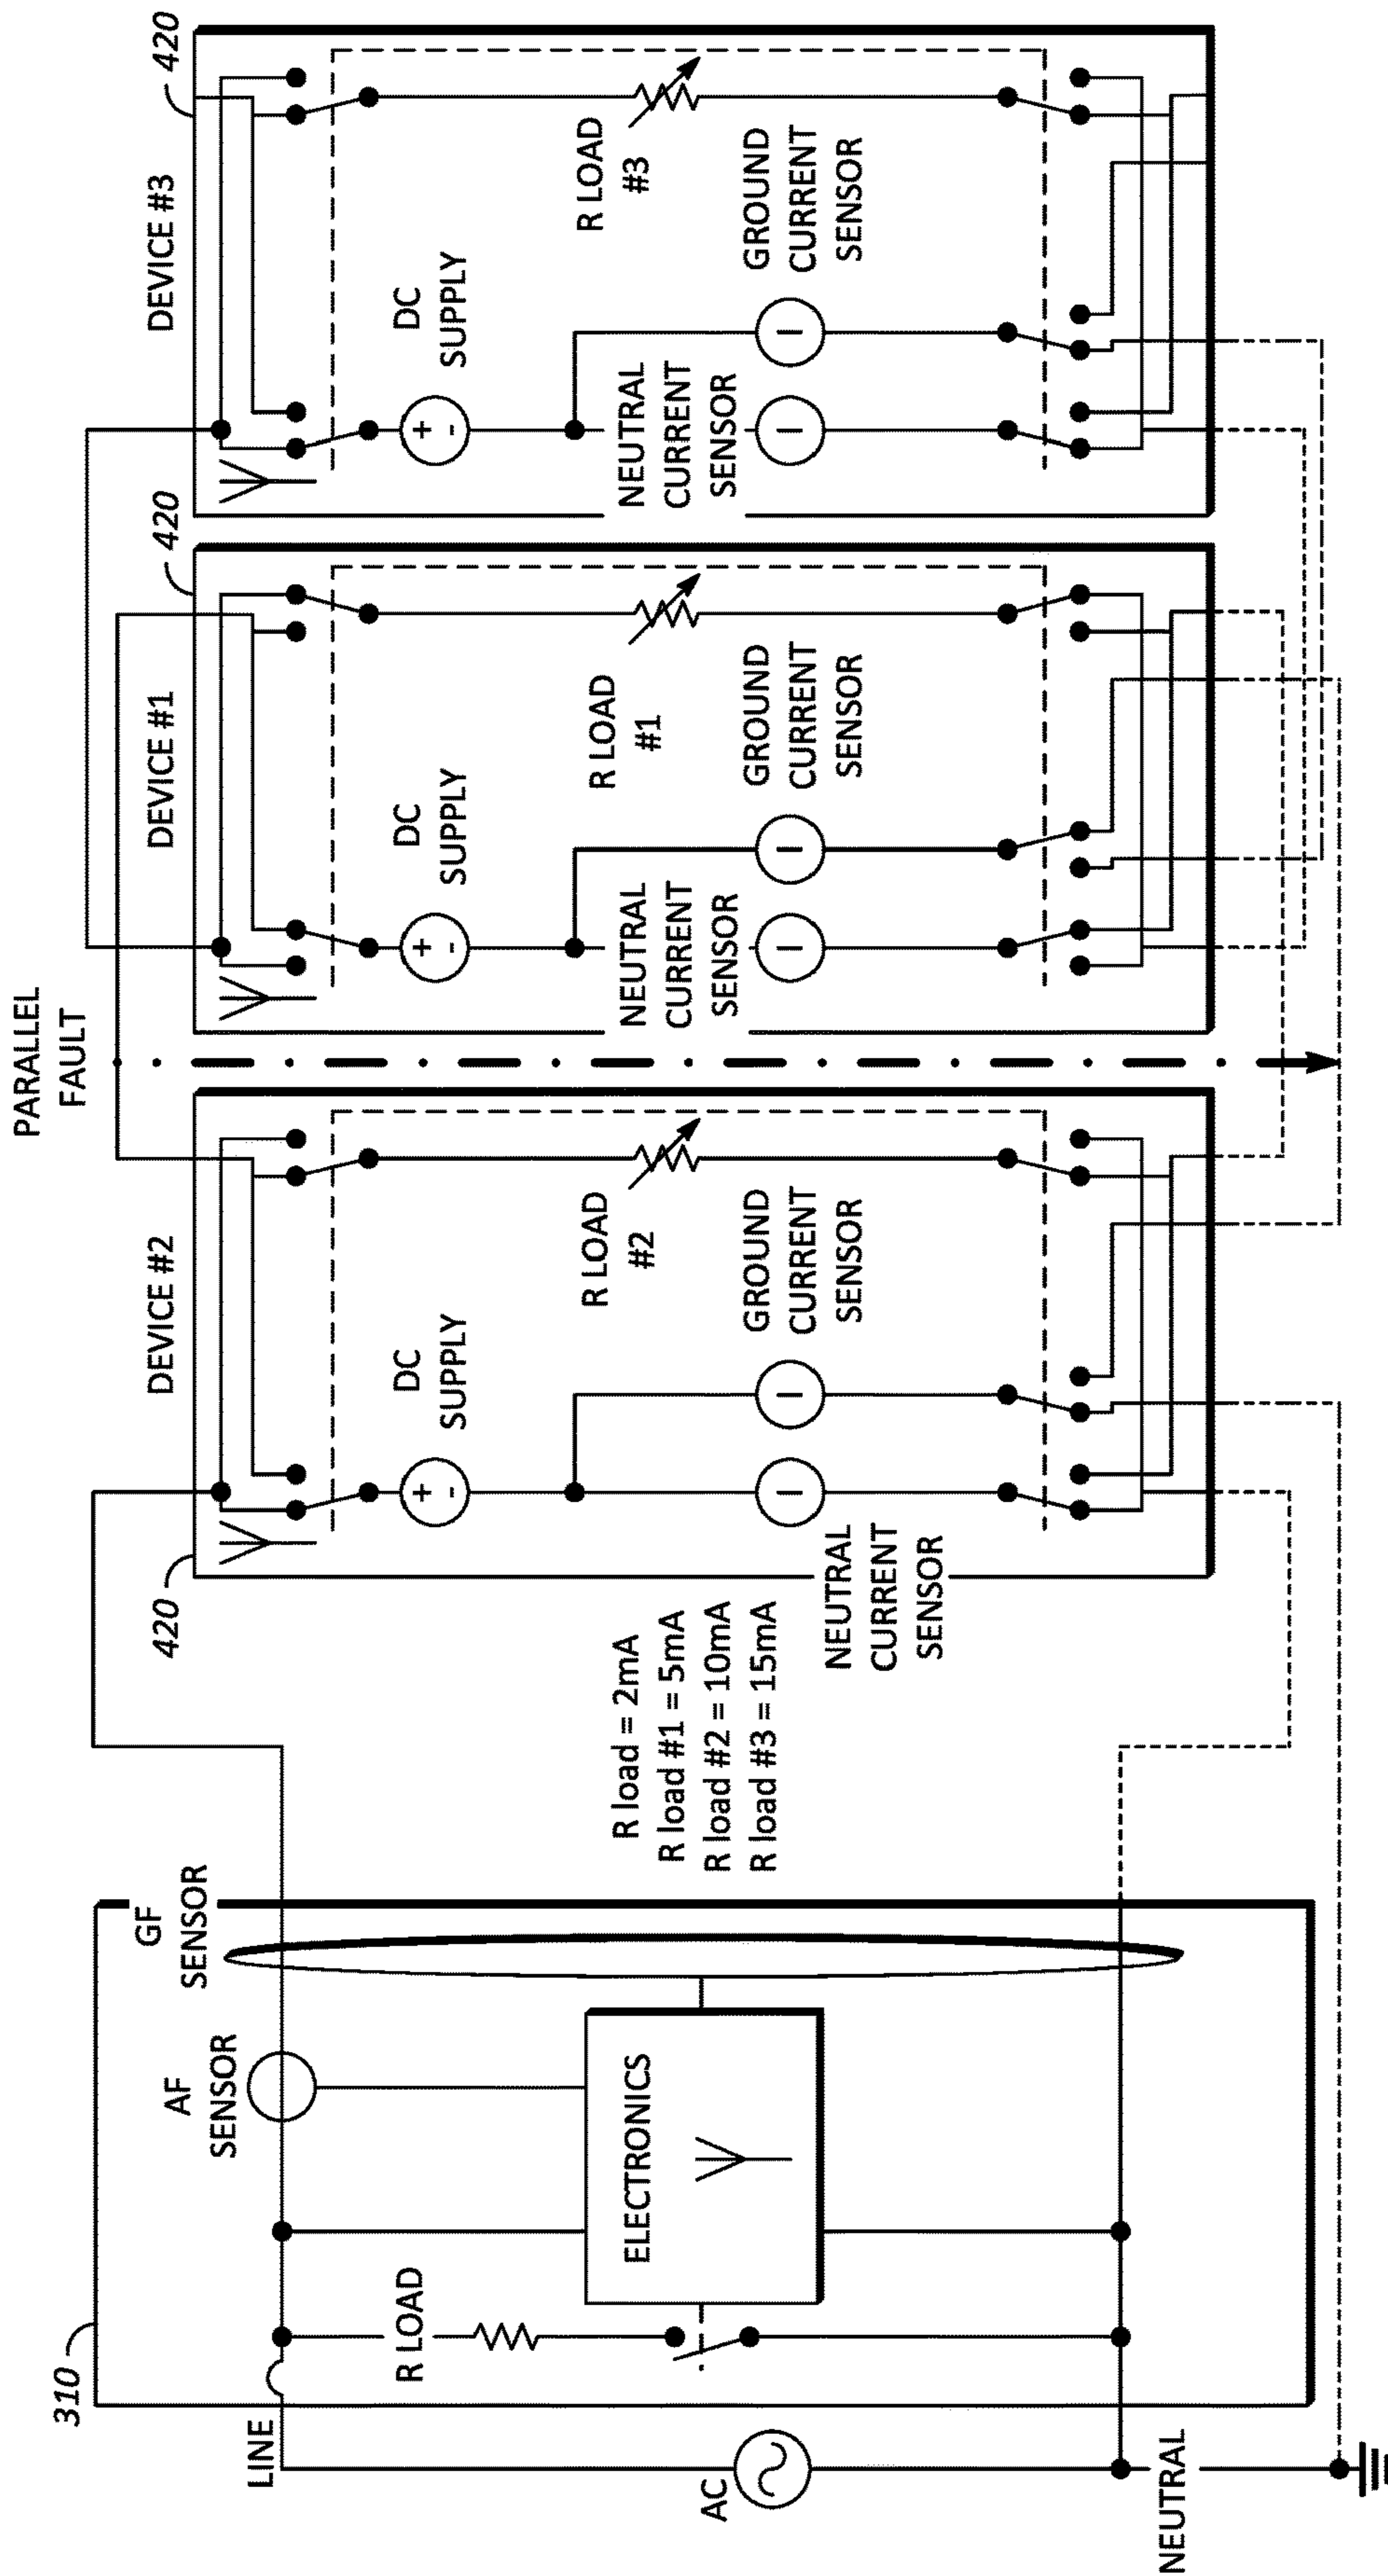 310
LINE
AC
NEUTRAL
R LOAD
AF
SENSOR
GF
SENSOR
ELECTRONICS
R load = 2mA
R load #1 = 5mA
R load #2 = 10mA
R load #3 = 15mA
420
DEVICE #2
DC
SUPPLY
+
-
R LOAD
#2
I
I
GROUND
CURRENT
SENSOR
NEUTRAL
CURRENT
SENSOR
PARALLEL
FAULT
420
DEVICE #1
DC
SUPPLY
+
-
R LOAD
#1
NEUTRAL
CURRENT
SENSOR
I
I
GROUND
CURRENT
SENSOR
420
DEVICE #3
DC
SUPPLY
+
-
R LOAD
#3
NEUTRAL
CURRENT
SENSOR
I
I
GROUND
CURRENT
SENSOR